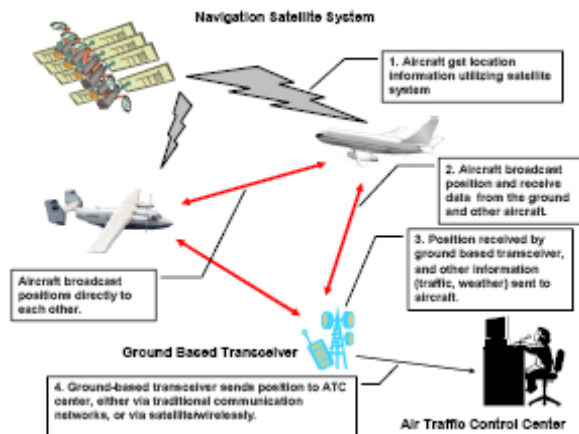 Navigation Satellite System
1. Aircraft get location
information utilizing satellite
system
2. Aircraft broadcast
position and receive
data from the ground
and other aircraft.
3. Position received by
ground based transceiver,
and other information
(traffic, weather) sent to
aircraft.
Aircraft broadcast
positions directly to
each other.
Ground Based Transceiver
4. Ground-based transceiver sends position to ATC
center, either via traditional communication
networks, or via satellite/wirelessly.
Air Traffic Control Center